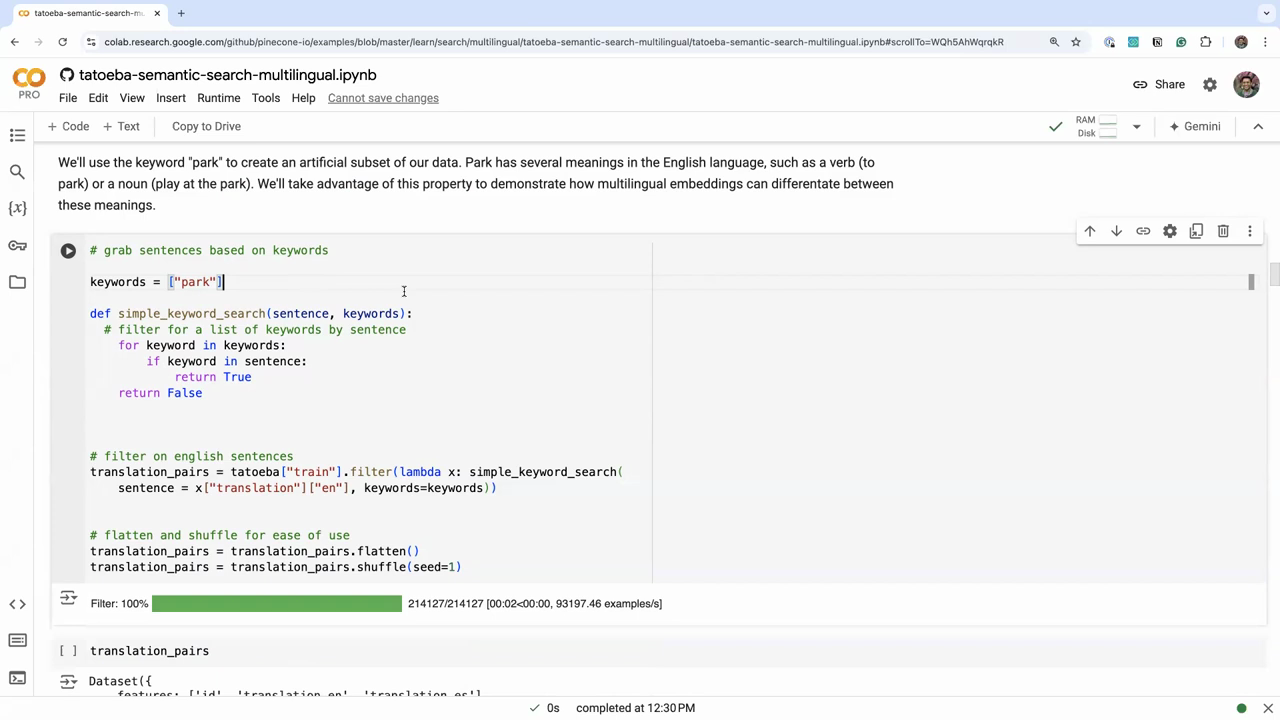 tatoeba-semantic-search-mu
colab.research.google.com/github/pinecone-io/examples/blob/master/learn/search/multilingual/tatoeba-semantic-search-multilingual/tatoeba-semantic-search-multilingual.ipynb#scrollTo=WQh5AhWqrqkR
PRO
tatoeba-semantic-search-multilingual.ipynb
File Edit View Insert Runtime Tools Help Cannot save changes
Share
+ Code + Text Copy to Drive
RAM
Disk
Gemini
We'll use the keyword "park" to create an artificial subset of our data. Park has several meanings in the English language, such as a verb (to
park) or a noun (play at the park). We'll take advantage of this property to demonstrate how multilingual embeddings can differentate between
these meanings.
# grab sentences based on keywords
keywords = ["park"]
def simple_keyword_search(sentence, keywords):
# filter for a list of keywords by sentence
for keyword in keywords:
if keyword in sentence:
return True
return False
# filter on english sentences
translation_pairs = tatoeba["train"].filter(lambda x: simple_keyword_search(
sentence = x["translation"]["en"], keywords=keywords))
# flatten and shuffle for ease of use
translation_pairs = translation_pairs.flatten()
translation_pairs = translation_pairs.shuffle(seed=1)
Filter: 100% 214127/214127 [00:02<00:00, 93197.46 examples/s]
[ ] translation_pairs
Dataset({
features: ['id', 'translation.en', 'translation.es'],
0s completed at 12:30 PM